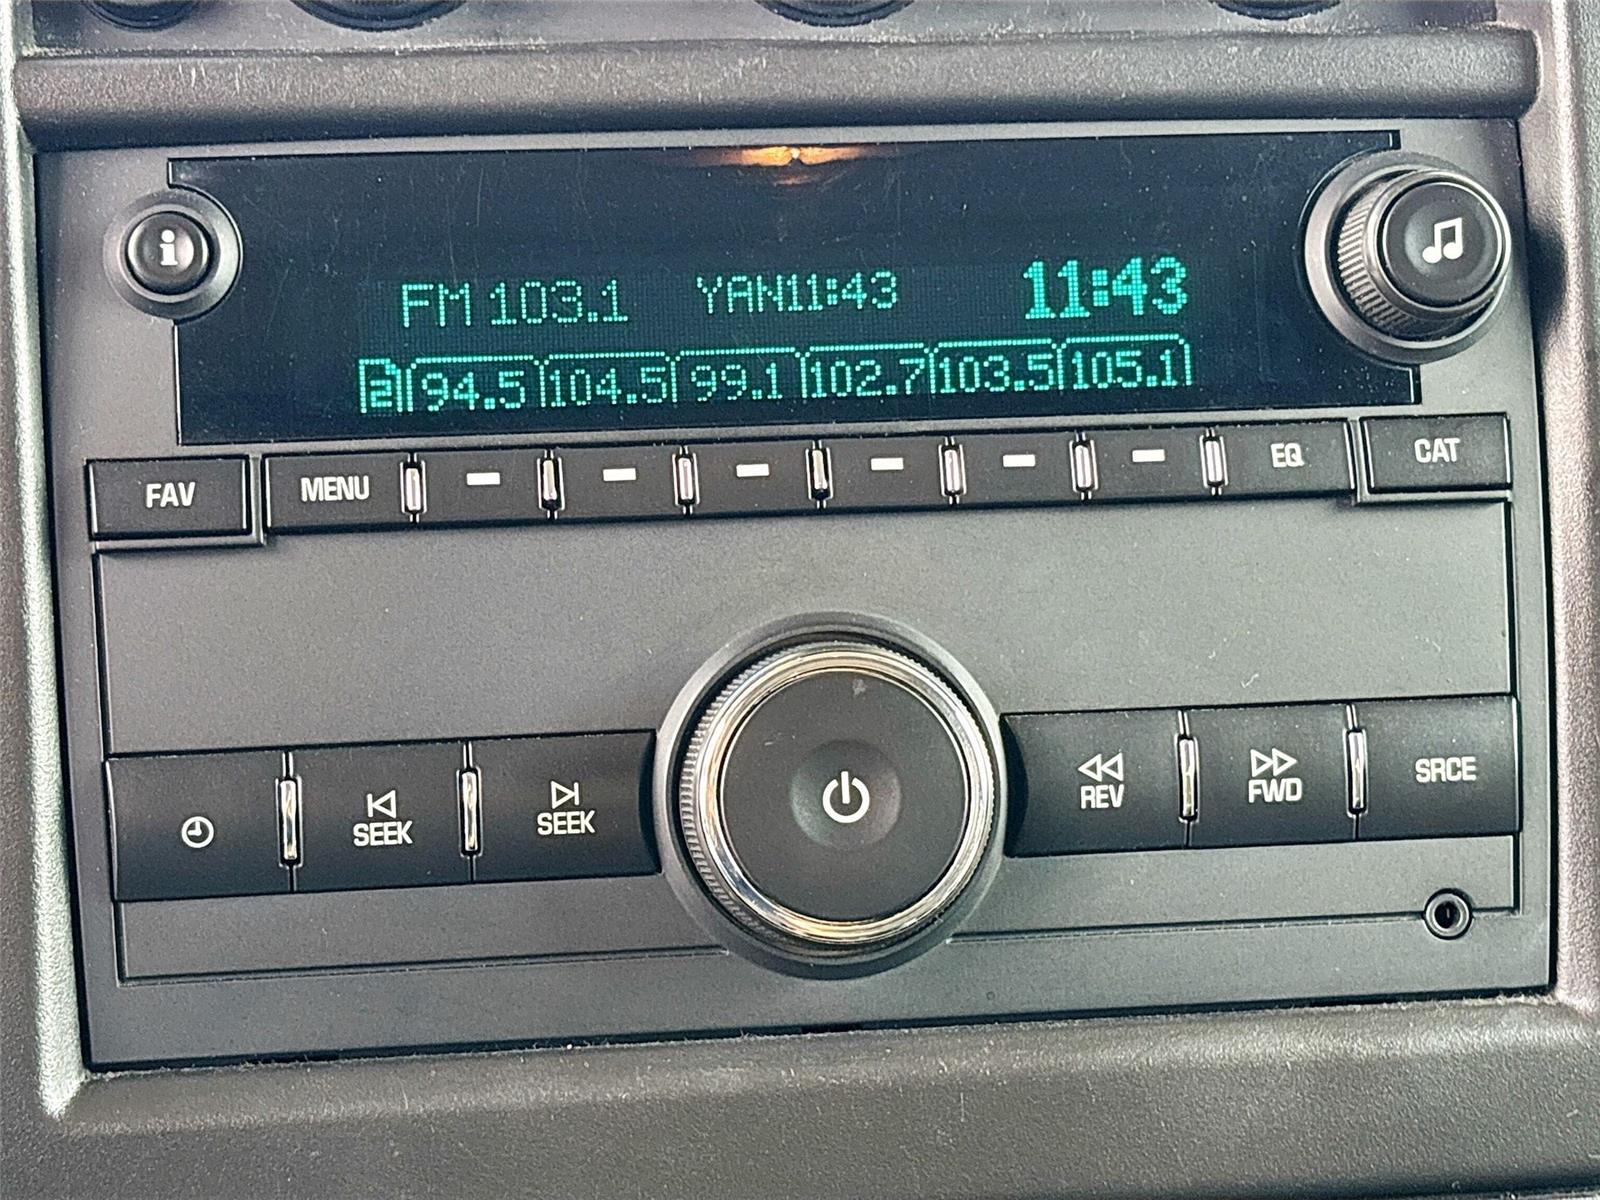 i
FM 103.1 YAN11:43 11:43
2 94.5 104.5 99.1 102.7 103.5 105.1
FAV MENU EQ CAT
SEEK SEEK REV FWD SRCE